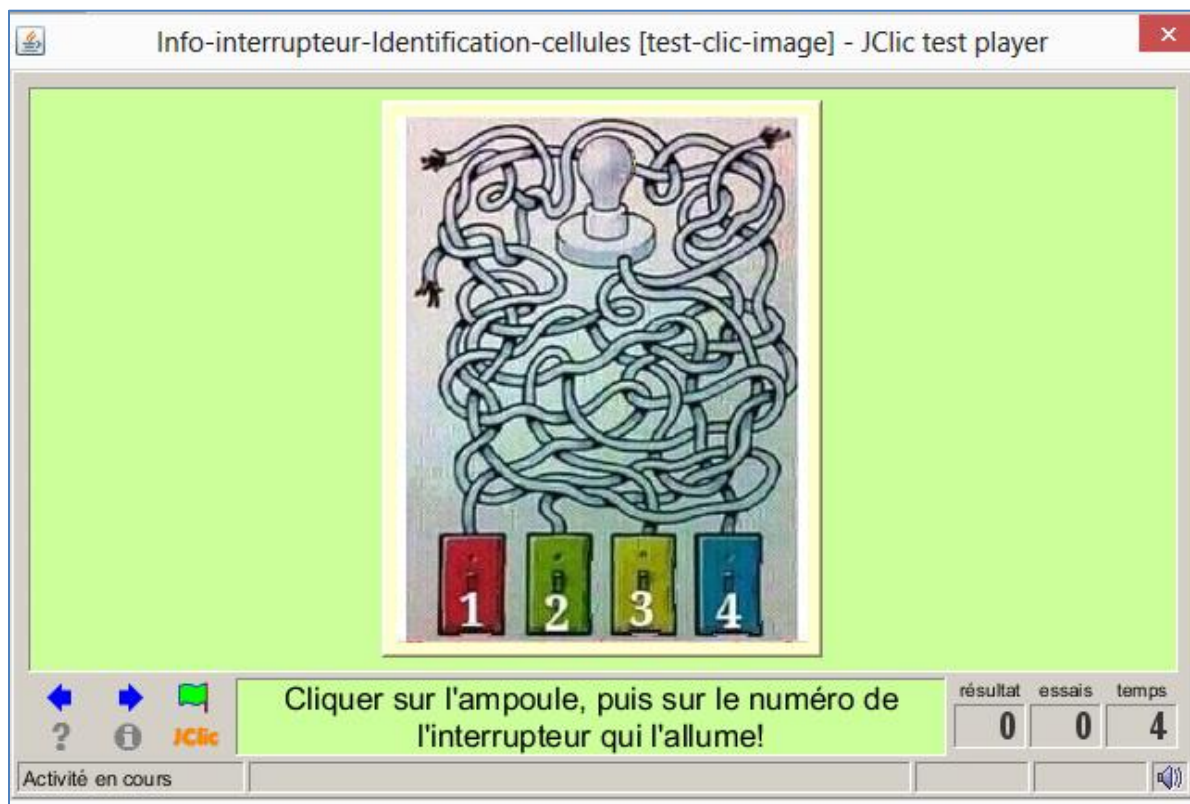 Info-interrupteur-Identification-cellules [test-clic-image] - JClic test player
1 2 3 4
Cliquer sur l'ampoule, puis sur le numéro de
l'interrupteur qui l'allume!
résultat essais temps
0 0 4
? i JClic
Activité en cours